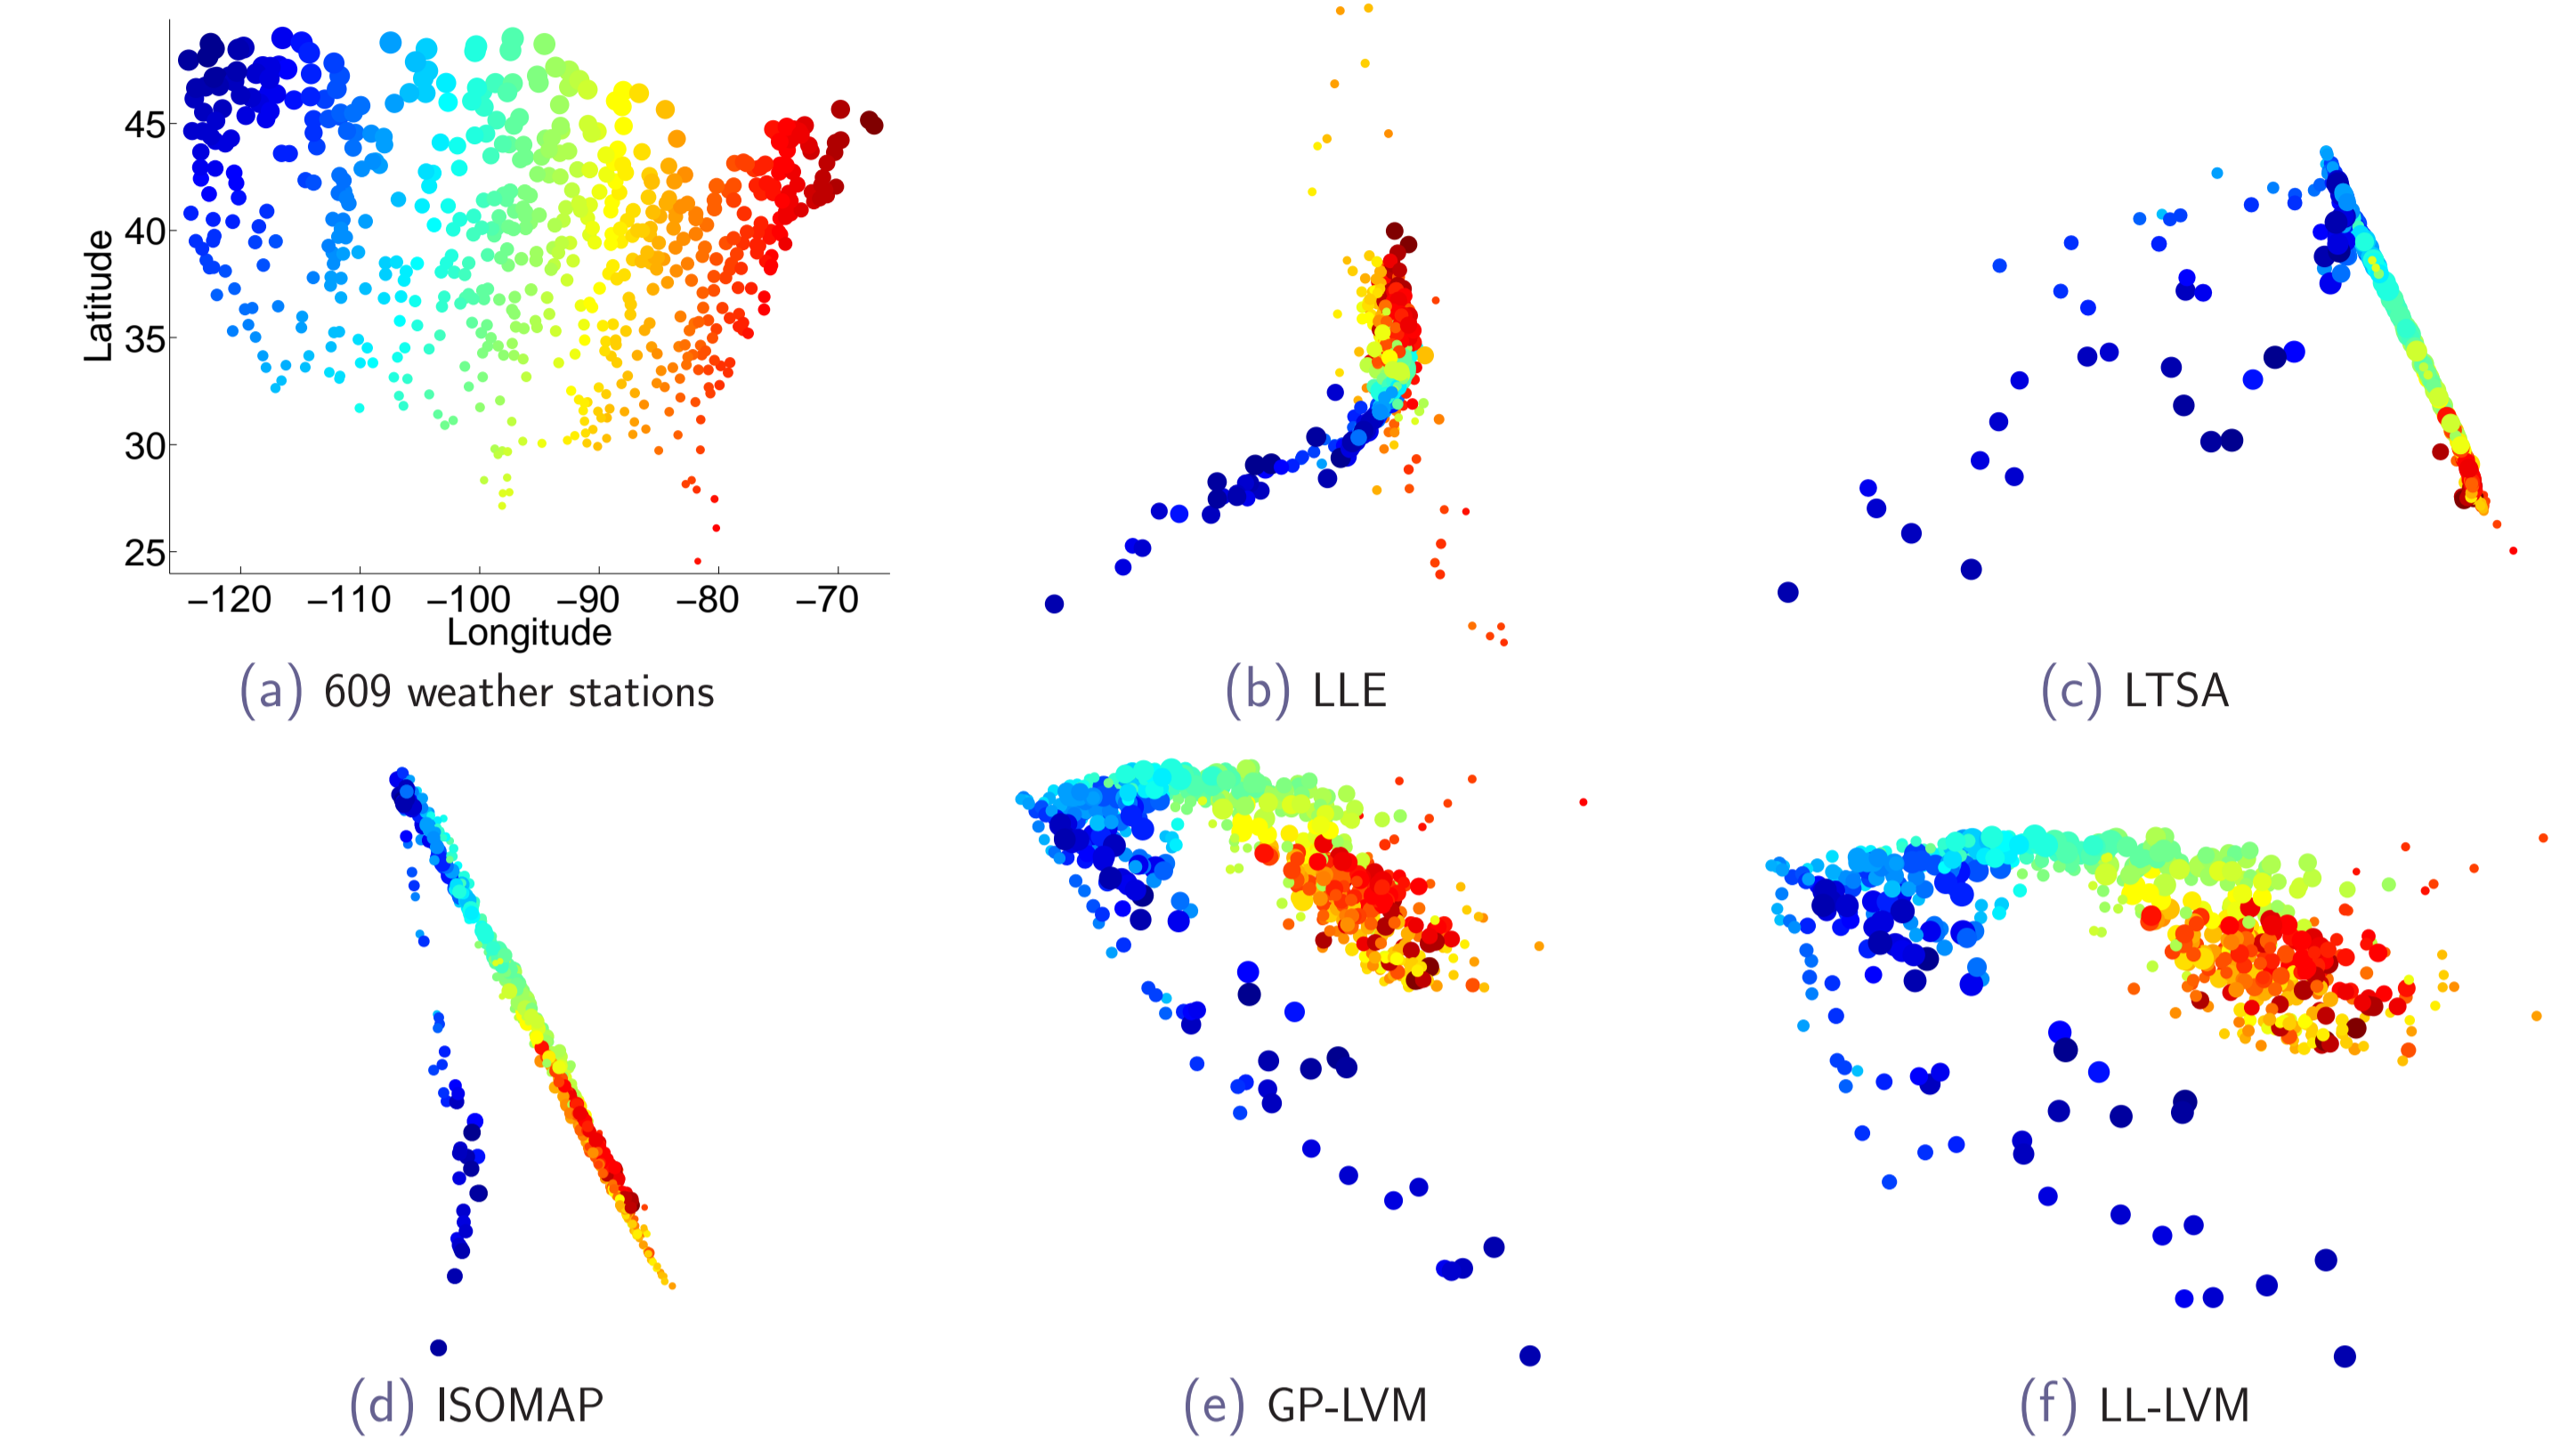 45
40
35
30
25
Latitude
−120 −110 −100 −90 −80 −70
Longitude
(a) 609 weather stations
(b) LLE
(c) LTSA
(d) ISOMAP
(e) GP-LVM
(f) LL-LVM